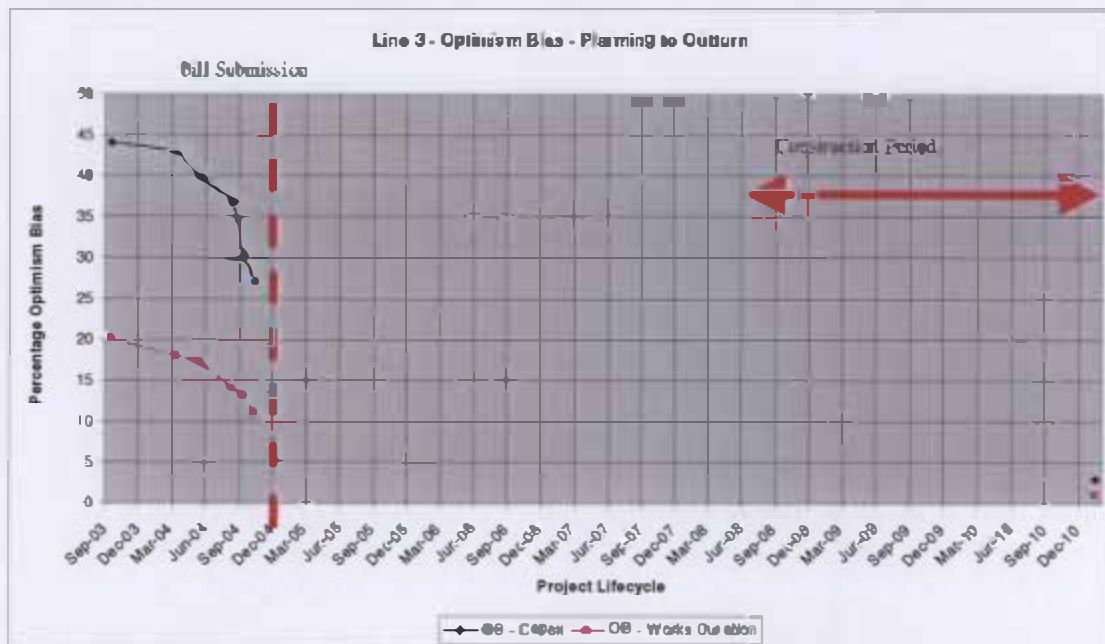 Line 3 - Optimism Bias - Planning to Outturn
Bill Submission
50
45
40
35
30
25
20
15
10
5
0
Percentage Optimism Bias
Construction Period
Sep-03
Dec-03
Mar-04
Jun-04
Sep-04
Dec-04
Mar-05
Jun-05
Sep-05
Dec-05
Mar-06
Jun-06
Sep-06
Dec-06
Mar-07
Jun-07
Sep-07
Dec-07
Mar-08
Jun-08
Sep-08
Mar-09
Jun-09
Sep-09
Dec-09
Mar-10
Jun-10
Sep-10
Dec-10
Project Lifecycle
OB - Capex
OB - Works Duration